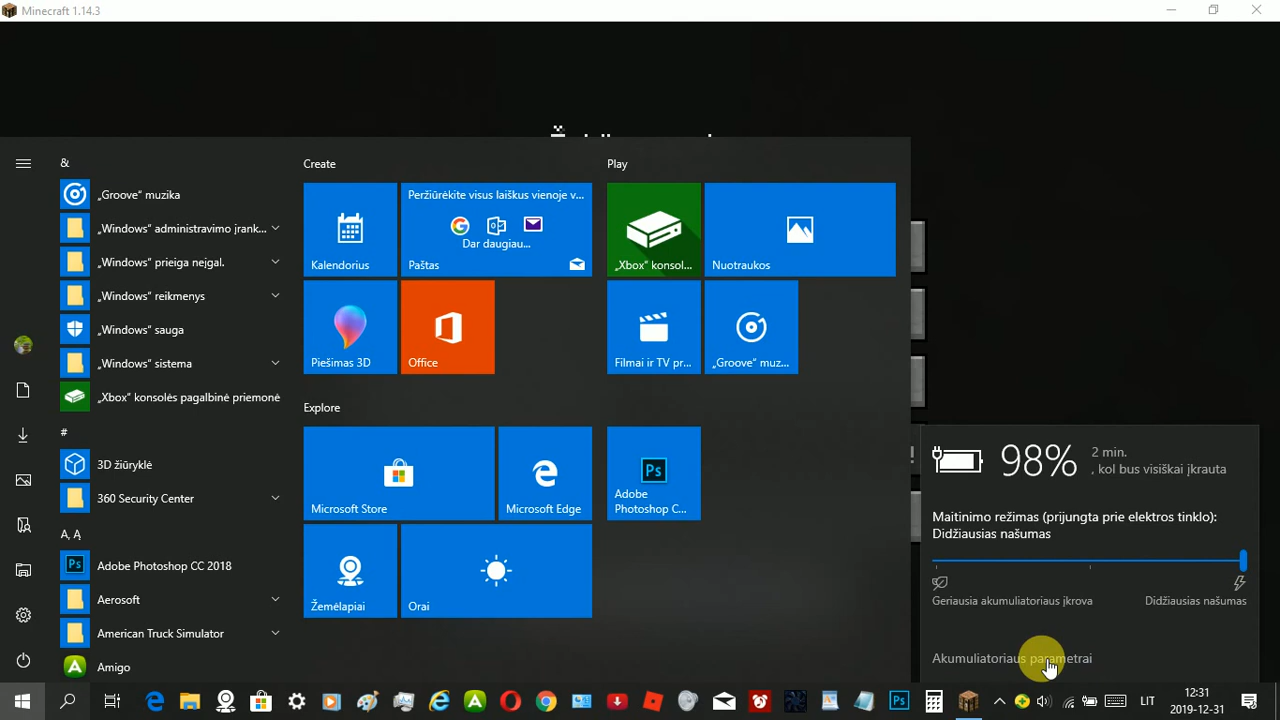 Minecraft 1.14.3
&
„Groove“ muzika
„Windows“ administravimo įrank...
„Windows“ prieiga neįgal.
„Windows“ reikmenys
„Windows“ sauga
„Windows“ sistema
„Xbox“ konsolės pagalbinė priemonė
#
3D žiūryklė
360 Security Center
A, Ą
Adobe Photoshop CC 2018
Aerosoft
American Truck Simulator
Amigo
Create
Kalendorius
Peržiūrėkite visus laiškus vienoje v...
Dar daugiau...
Paštas
Piešimas 3D
Office
Explore
Microsoft Store
Microsoft Edge
Žemėlapiai
Orai
Play
„Xbox“ konsol...
Nuotraukos
Filmai ir TV pr...
„Groove“ muz...
Ps
Adobe
Photoshop C...
98%
2 min.
, kol bus visiškai įkrauta
Maitinimo režimas (prijungta prie elektros tinklo):
Didžiausias našumas
Geriausia akumuliatoriaus įkrova
Didžiausias našumas
Akumuliatoriaus parametrai
LIT
12:31
2019-12-31